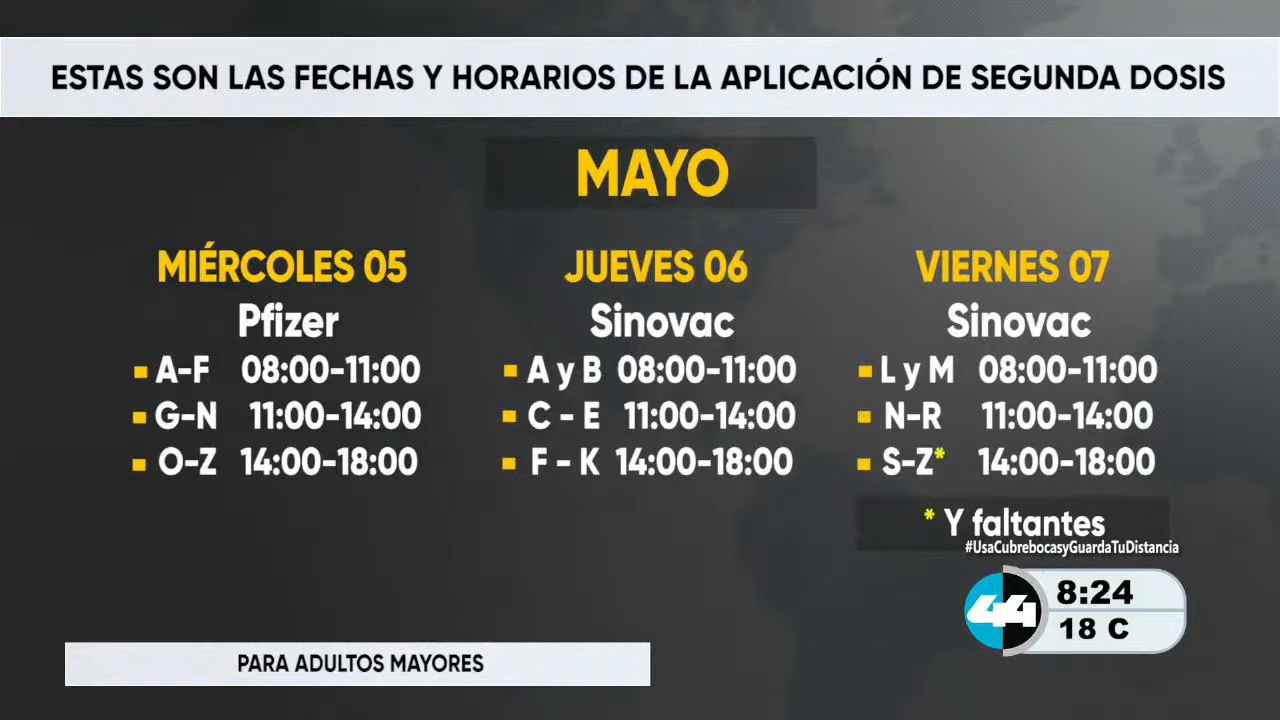 ESTAS SON LAS FECHAS Y HORARIOS DE LA APLICACIÓN DE SEGUNDA DOSIS
MAYO
MIÉRCOLES 05
Pfizer
A-F 08:00-11:00
G-N 11:00-14:00
O-Z 14:00-18:00
JUEVES 06
Sinovac
A y B 08:00-11:00
C - E 11:00-14:00
F - K 14:00-18:00
VIERNES 07
Sinovac
L y M 08:00-11:00
N-R 11:00-14:00
S-Z* 14:00-18:00
* Y faltantes
#UsaCubrebocasyGuardaTuDistancia
44
8:24
18 C
PARA ADULTOS MAYORES